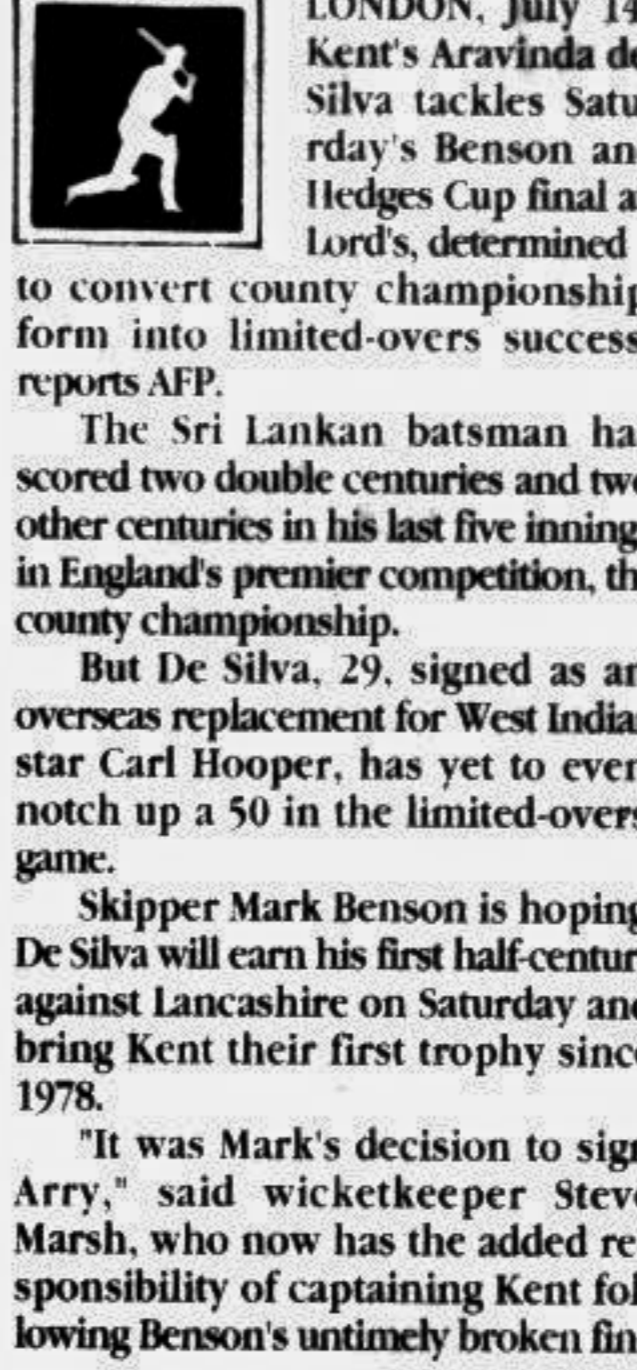 LONDON, July 14
Kent's Aravinda de
Silva tackles Satu
rday's Benson an
Hedges Cup final a
Lord's, determined
to convert county championship
form into limited-overs success
reports AFP.
The Sri Lankan batsman ha
scored two double centuries and two
other centuries in his last five inning
in England's premier competition, th
county championship.
But De Silva, 29, signed as an
overseas replacement for West India
star Carl Hooper, has yet to even
notch up a 50 in the limited-overs
game.
Skipper Mark Benson is hoping
De Silva will earn his first half-centur
against Lancashire on Saturday and
bring Kent their first trophy since
1978.
"It was Mark's decision to sign
Arry," said wicketkeeper Steve
Marsh, who now has the added re
sponsibility of captaining Kent fol
lowing Benson's untimely broken fin